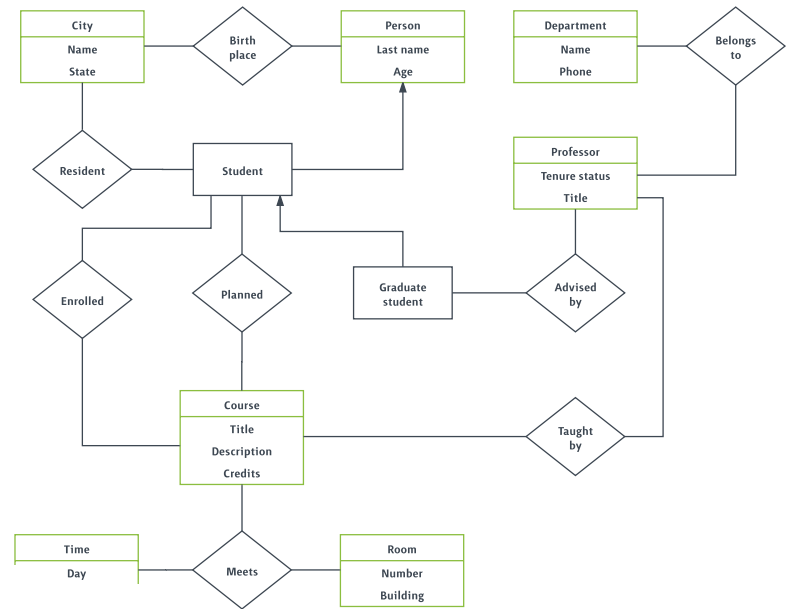 City
Name
State
Birth
place
Person
Last name
Age
Department
Name
Phone
Belongs
to
Resident
Student
Professor
Tenure status
Title
Enrolled
Planned
Graduate
student
Advised
by
Course
Title
Description
Credits
Taught
by
Time
Day
Meets
Room
Number
Building